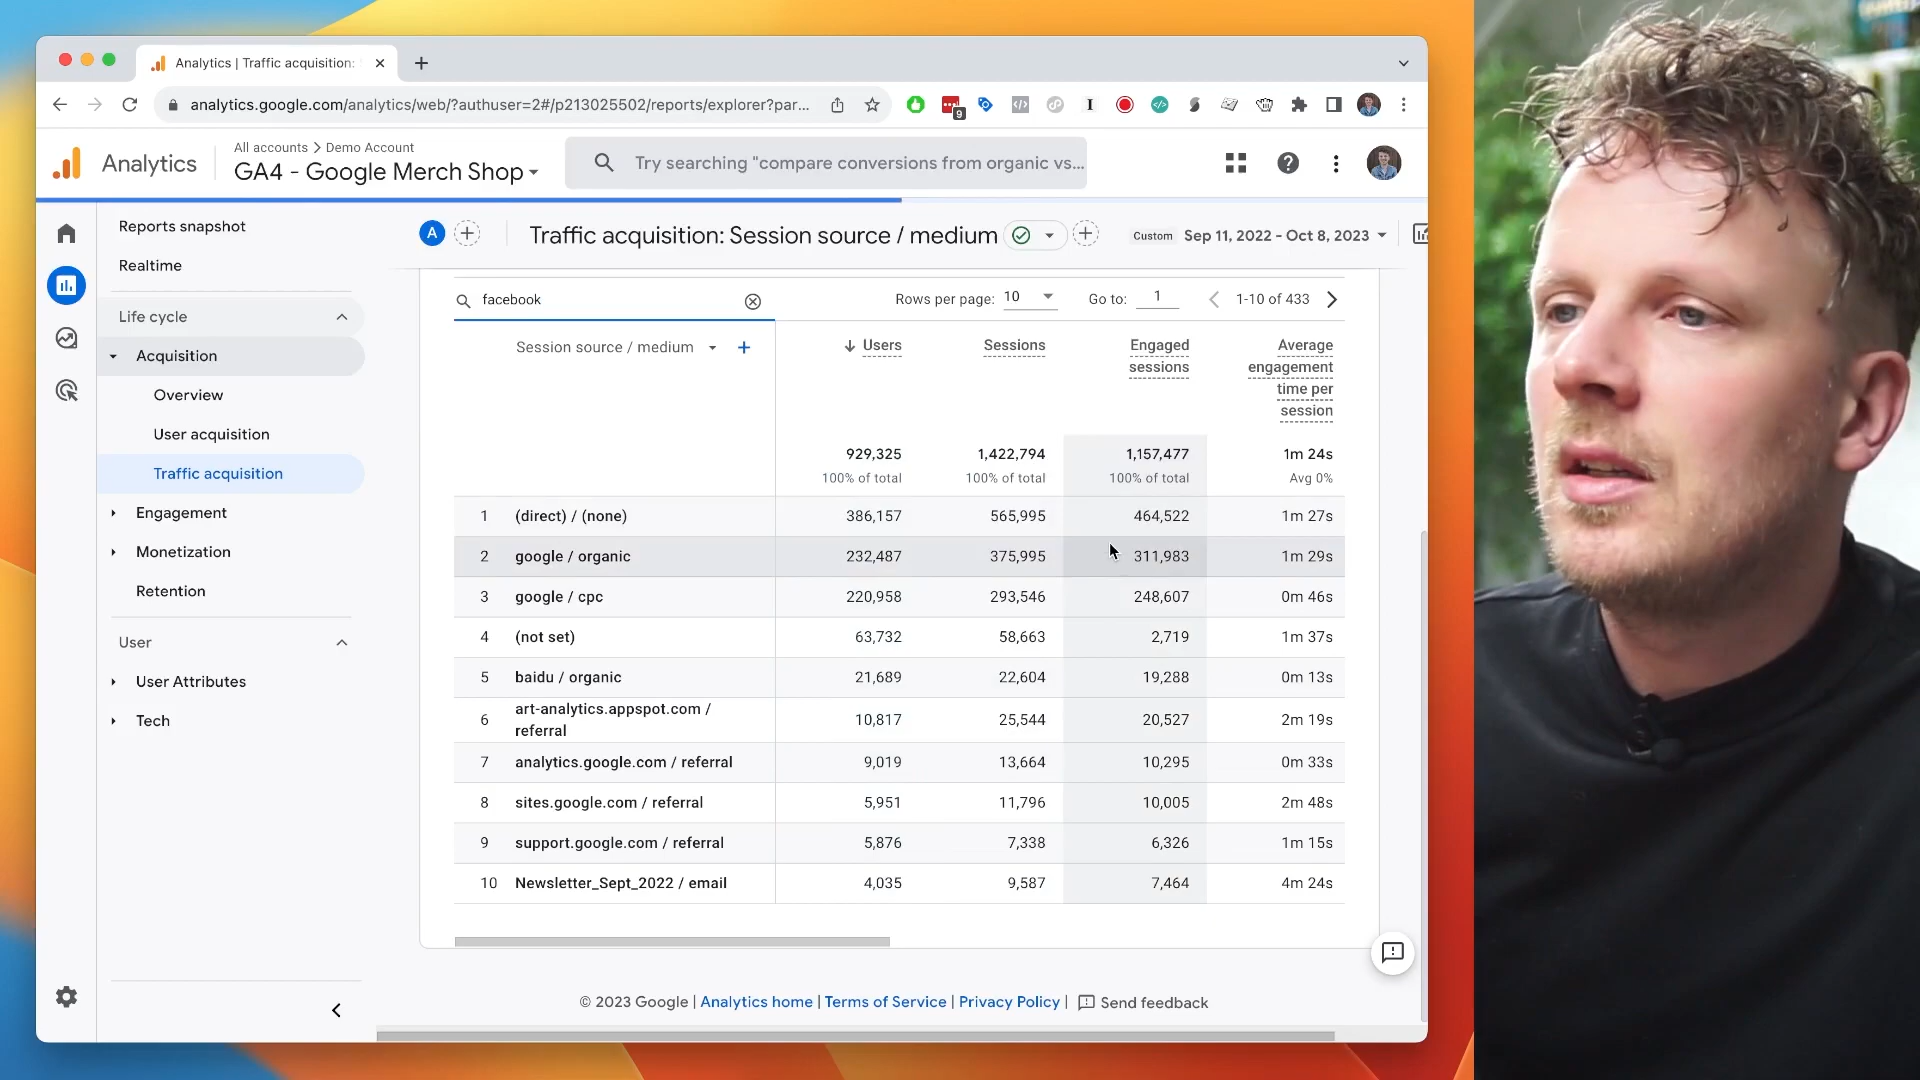 Analytics | Traffic acquisition:
analytics.google.com/analytics/web/?authuser=2#/p213025502/reports/explorer?par...
9
Analytics
All accounts > Demo Account
GA4 - Google Merch Shop
Try searching "compare conversions from organic vs...
Reports snapshot
Realtime
Life cycle
Acquisition
Overview
User acquisition
Traffic acquisition
Engagement
Monetization
Retention
User
User Attributes
Tech
A
Traffic acquisition: Session source / medium
Custom Sep 11, 2022 - Oct 8, 2023
facebook
Rows per page: 10 Go to: 1 1-10 of 433
Session source / medium Users Sessions Engaged sessions Average engagement time per session
929,325 1,422,794 1,157,477 1m 24s
100% of total 100% of total 100% of total Avg 0%
1 (direct) / (none) 386,157 565,995 464,522 1m 27s
2 google / organic 232,487 375,995 311,983 1m 29s
3 google / cpc 220,958 293,546 248,607 0m 46s
4 (not set) 63,732 58,663 2,719 1m 37s
5 baidu / organic 21,689 22,604 19,288 0m 13s
6 art-analytics.appspot.com / referral 10,817 25,544 20,527 2m 19s
7 analytics.google.com / referral 9,019 13,664 10,295 0m 33s
8 sites.google.com / referral 5,951 11,796 10,005 2m 48s
9 support.google.com / referral 5,876 7,338 6,326 1m 15s
10 Newsletter_Sept_2022 / email 4,035 9,587 7,464 4m 24s
© 2023 Google | Analytics home | Terms of Service | Privacy Policy | Send feedback